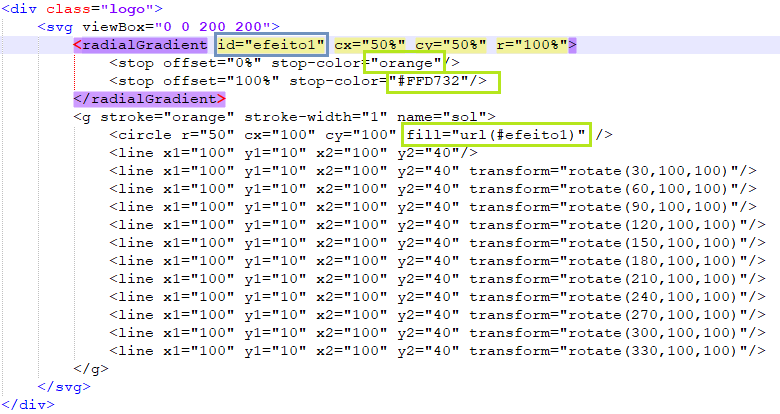 <div class="logo">
<svg viewBox="0 0 200 200">
<radialGradient id="efeito1" cx="50%" cy="50%" r="100%">
<stop offset="0%" stop-color="orange"/>
<stop offset="100%" stop-color="#FFD732"/>
</radialGradient>
<g stroke="orange" stroke-width="1" name="sol">
<circle r="50" cx="100" cy="100" fill="url(#efeito1)" />
<line x1="100" y1="10" x2="100" y2="40"/>
<line x1="100" y1="10" x2="100" y2="40" transform="rotate(30,100,100)"/>
<line x1="100" y1="10" x2="100" y2="40" transform="rotate(60,100,100)"/>
<line x1="100" y1="10" x2="100" y2="40" transform="rotate(90,100,100)"/>
<line x1="100" y1="10" x2="100" y2="40" transform="rotate(120,100,100)"/>
<line x1="100" y1="10" x2="100" y2="40" transform="rotate(150,100,100)"/>
<line x1="100" y1="10" x2="100" y2="40" transform="rotate(180,100,100)"/>
<line x1="100" y1="10" x2="100" y2="40" transform="rotate(210,100,100)"/>
<line x1="100" y1="10" x2="100" y2="40" transform="rotate(240,100,100)"/>
<line x1="100" y1="10" x2="100" y2="40" transform="rotate(270,100,100)"/>
<line x1="100" y1="10" x2="100" y2="40" transform="rotate(300,100,100)"/>
<line x1="100" y1="10" x2="100" y2="40" transform="rotate(330,100,100)"/>
</g>
</svg>
</div>